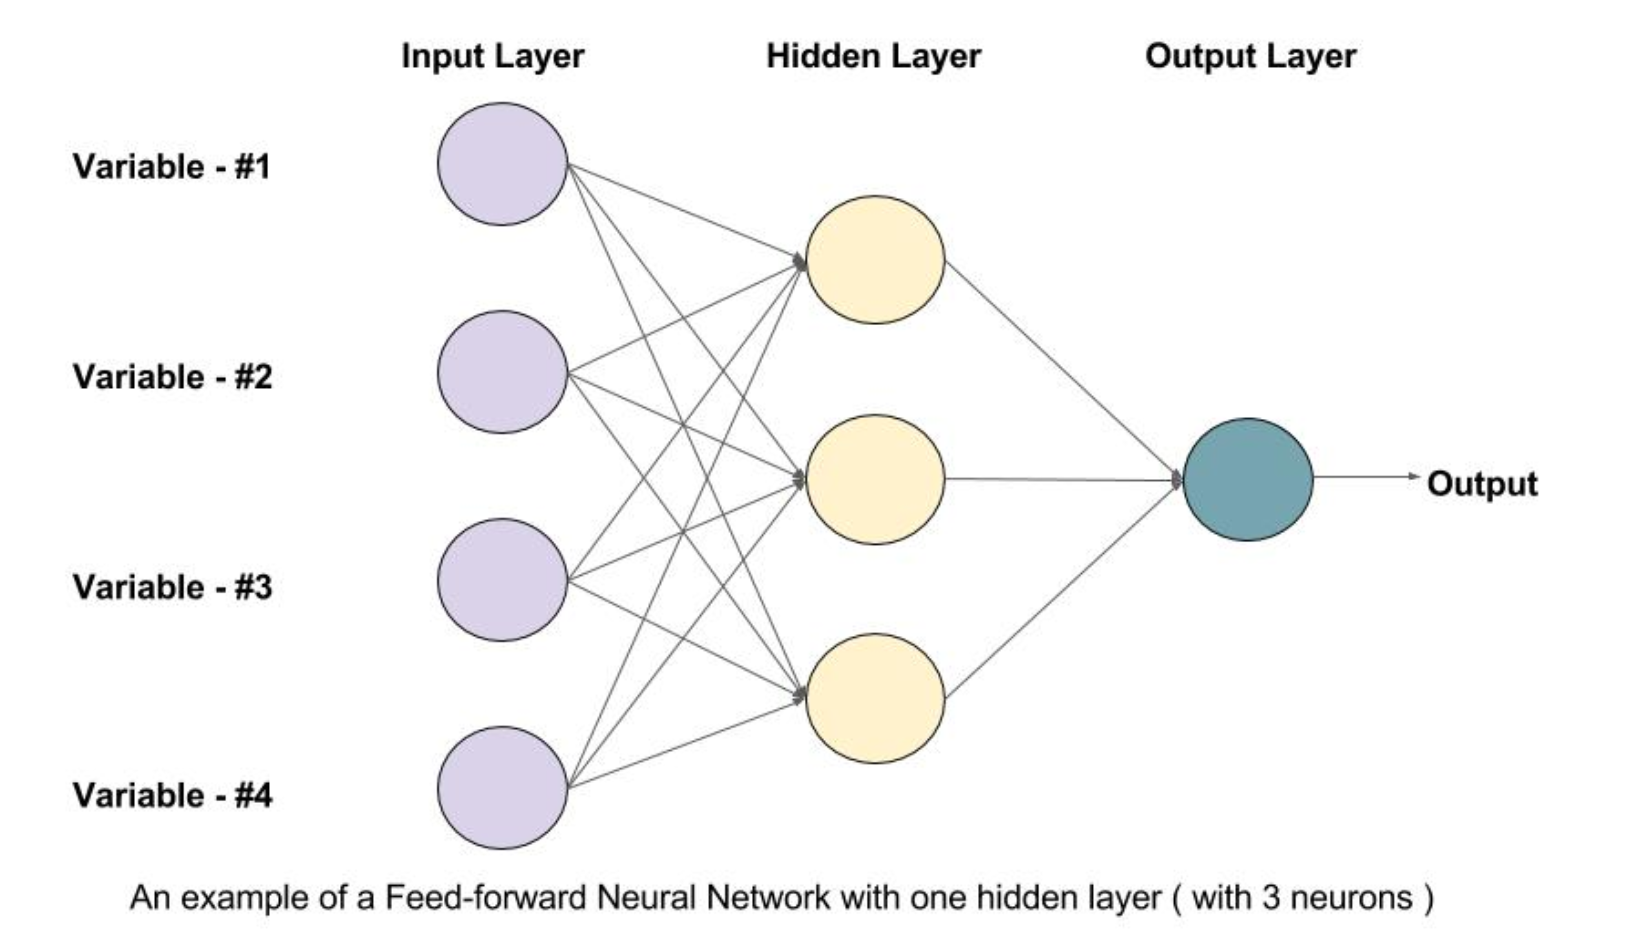 Input Layer
Hidden Layer
Output Layer
Variable - #1
Variable - #2
Variable - #3
Variable - #4
Output
An example of a Feed-forward Neural Network with one hidden layer ( with 3 neurons )